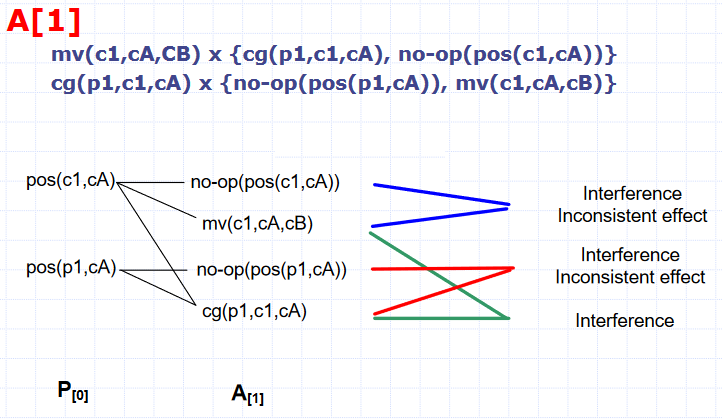 A[1]
mv(c1,cA,CB) x {cg(p1,c1,cA), no-op(pos(c1,cA))}
cg(p1,c1,cA) x {no-op(pos(p1,cA)), mv(c1,cA,cB)}
pos(c1,cA)
no-op(pos(c1,cA))
mv(c1,cA,cB)
pos(p1,cA)
no-op(pos(p1,cA))
cg(p1,c1,cA)
Interference
Inconsistent effect
Interference
Inconsistent effect
Interference
P[0]
A[1]